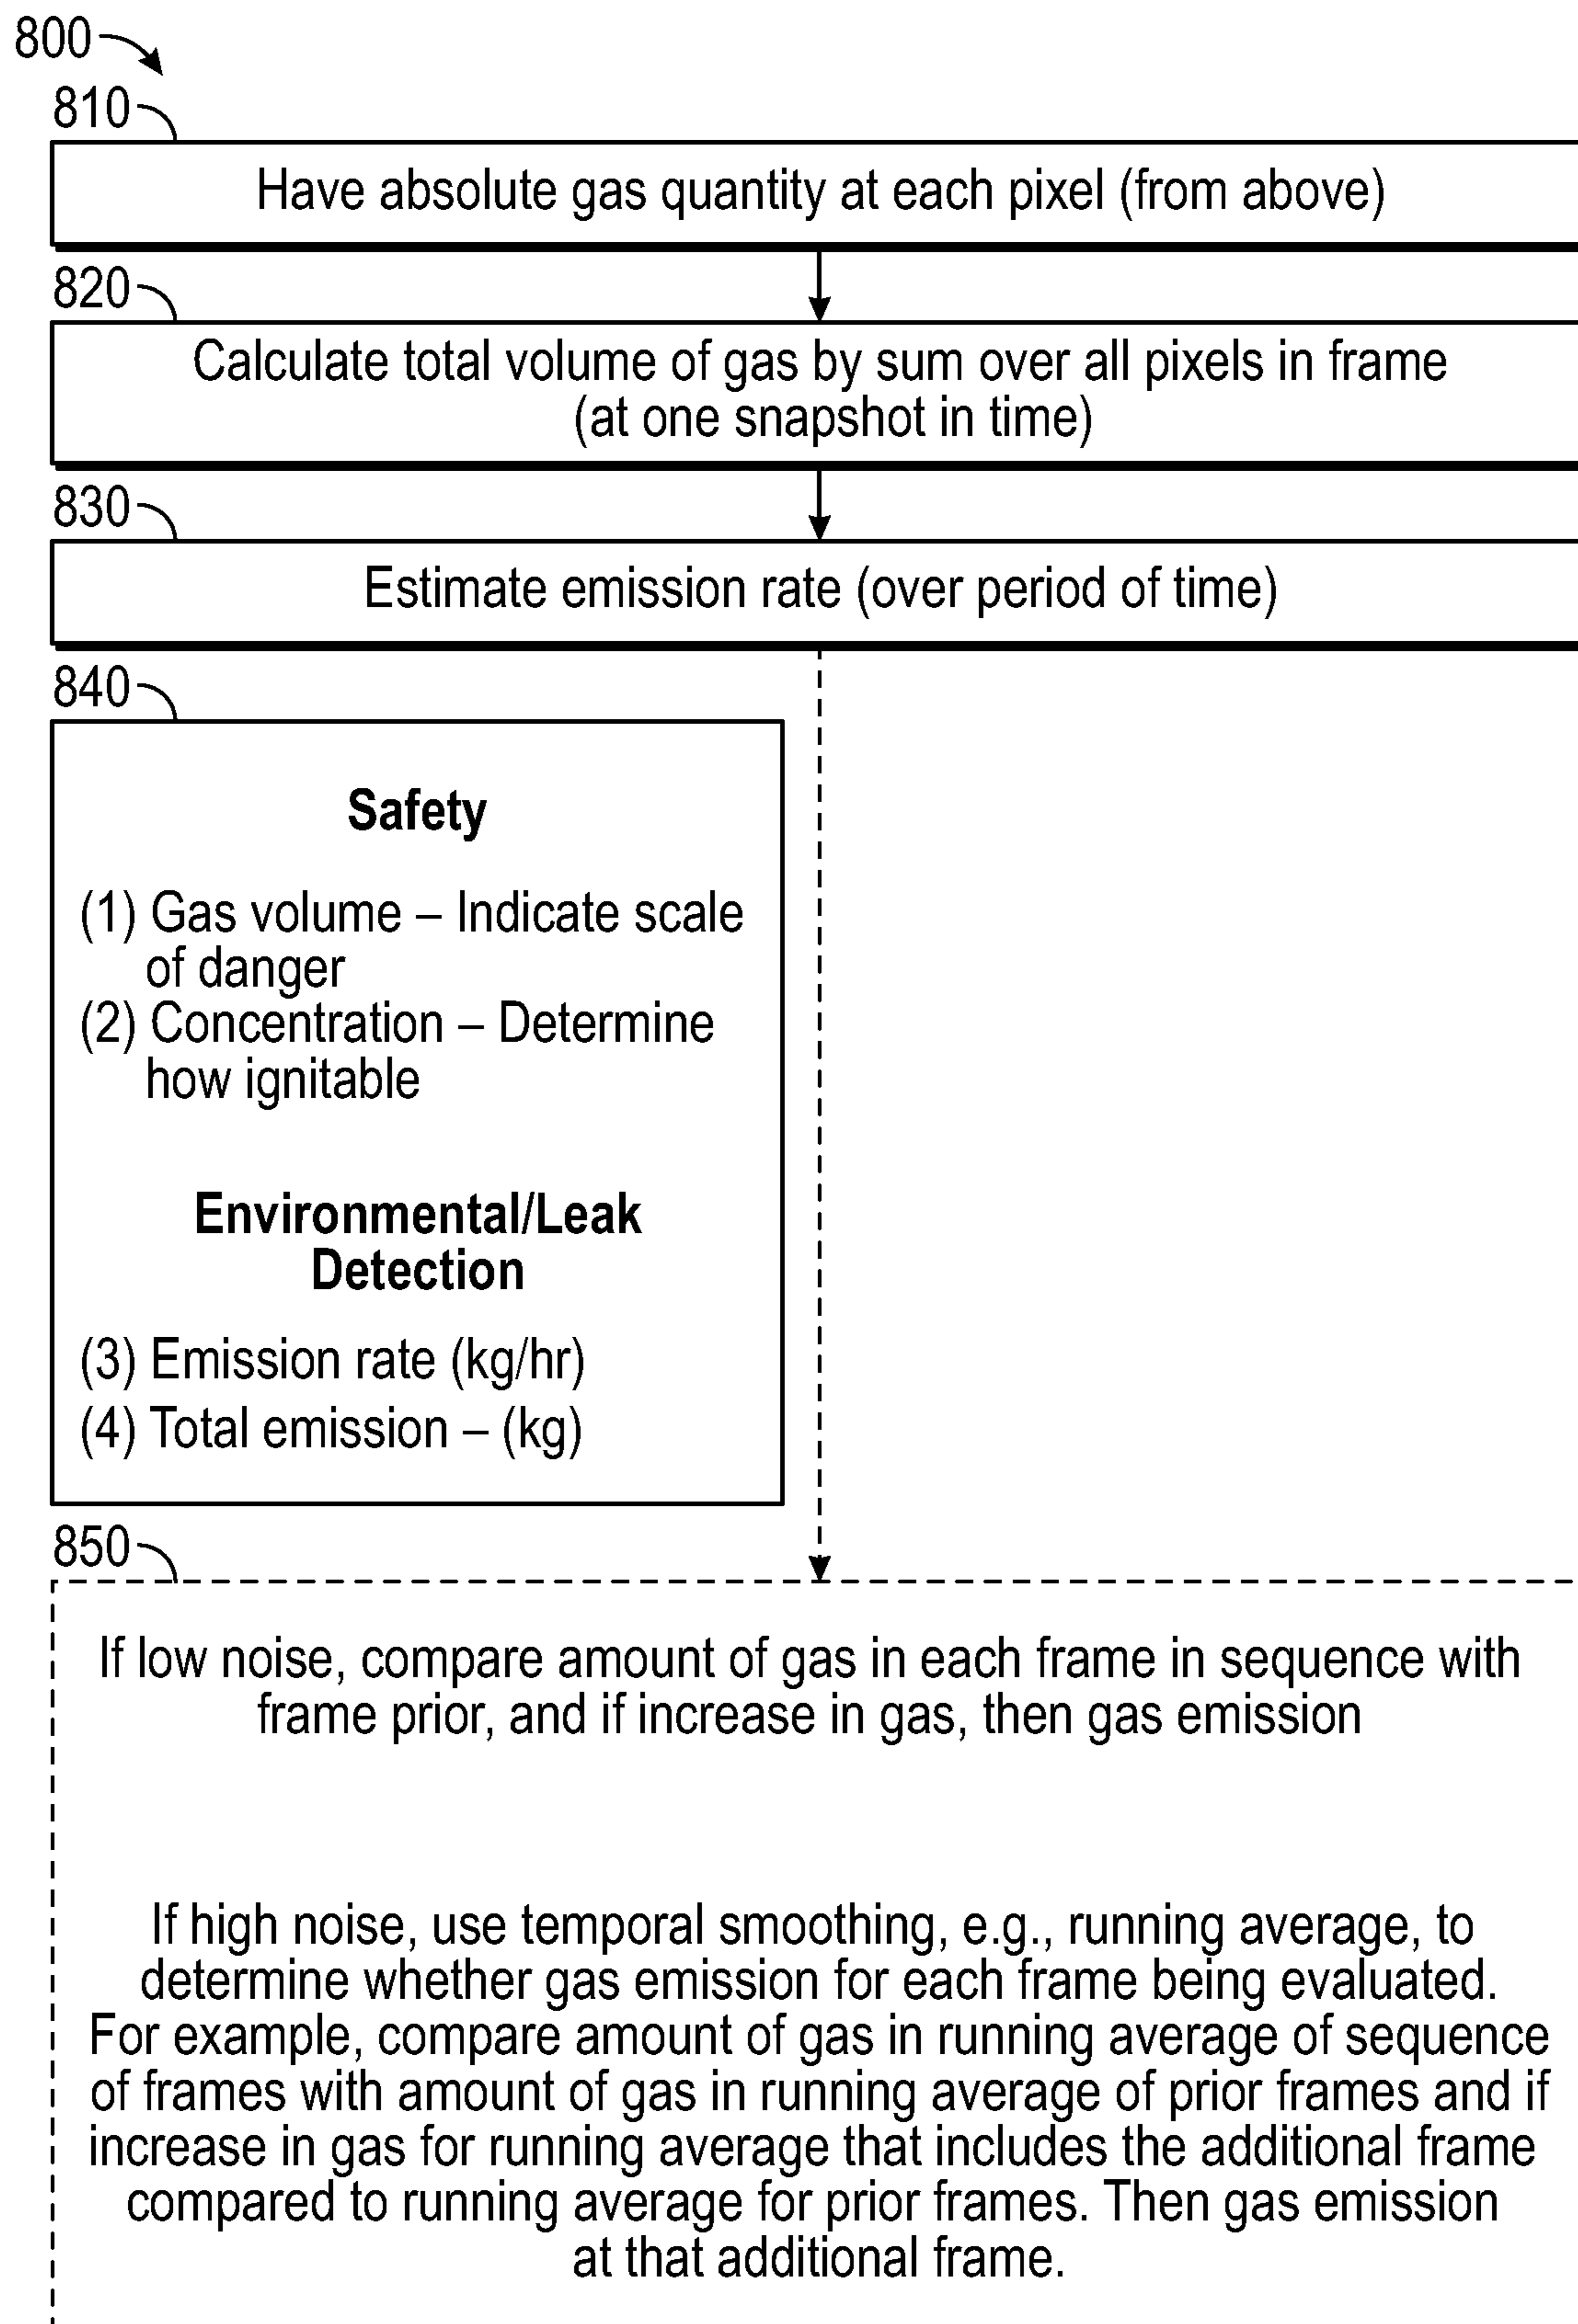 800
810
Have absolute gas quantity at each pixel (from above)
820
Calculate total volume of gas by sum over all pixels in frame
(at one snapshot in time)
830
Estimate emission rate (over period of time)
840
Safety
(1) Gas volume – Indicate scale
of danger
(2) Concentration – Determine
how ignitable
Environmental/Leak
Detection
(3) Emission rate (kg/hr)
(4) Total emission – (kg)
850
If low noise, compare amount of gas in each frame in sequence with
frame prior, and if increase in gas, then gas emission
If high noise, use temporal smoothing, e.g., running average, to
determine whether gas emission for each frame being evaluated.
For example, compare amount of gas in running average of sequence
of frames with amount of gas in running average of prior frames and if
increase in gas for running average that includes the additional frame
compared to running average for prior frames. Then gas emission
at that additional frame.